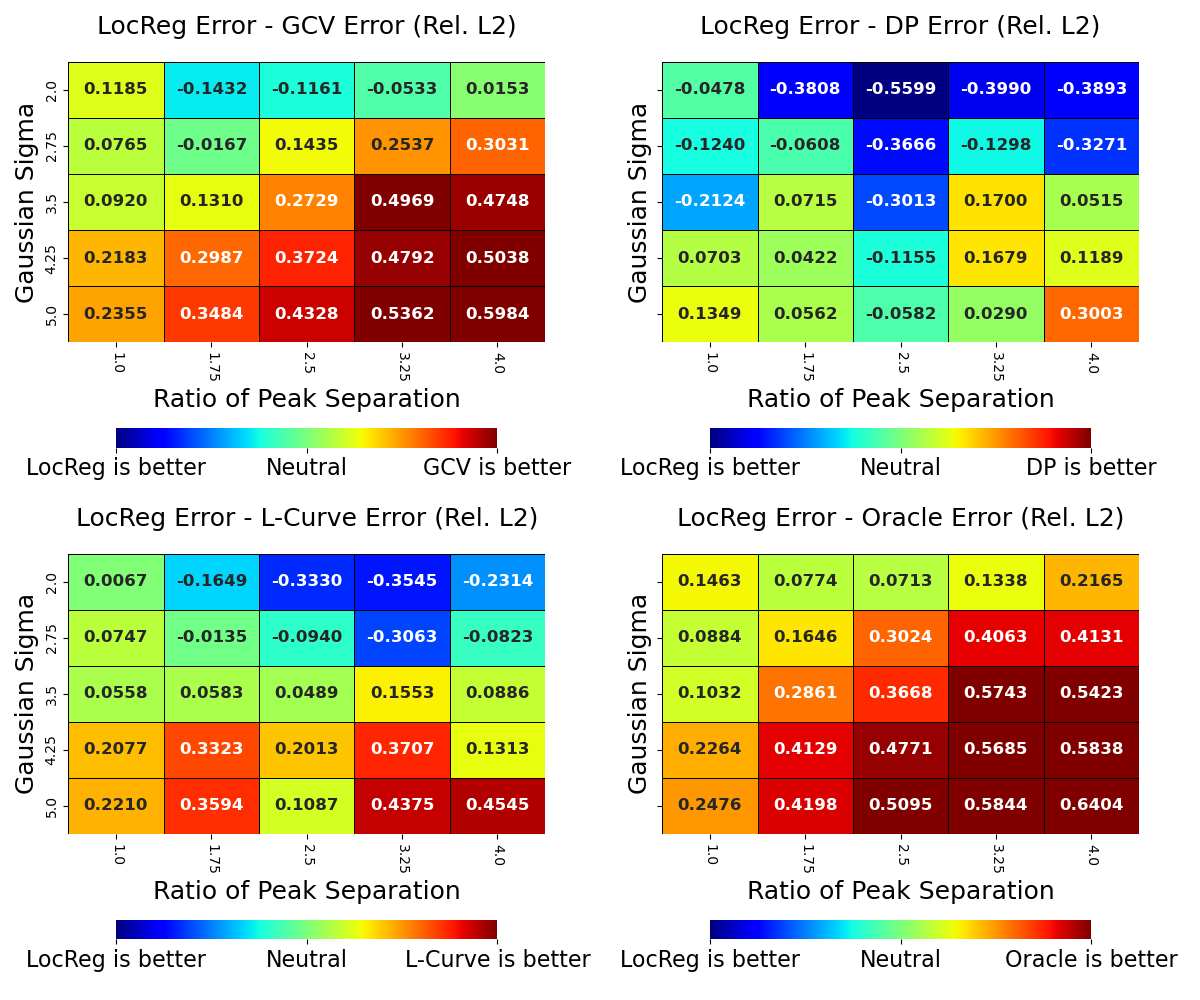 LocReg Error - GCV Error (Rel. L2)
Gaussian Sigma
2.0 0.1185 -0.1432 -0.1161 -0.0533 0.0153
2.75 0.0765 -0.0167 0.1435 0.2537 0.3031
3.5 0.0920 0.1310 0.2729 0.4969 0.4748
4.25 0.2183 0.2987 0.3724 0.4792 0.5038
5.0 0.2355 0.3484 0.4328 0.5362 0.5984
1.0 1.75 2.5 3.25 4.0
Ratio of Peak Separation
LocReg is better Neutral GCV is better
LocReg Error - DP Error (Rel. L2)
Gaussian Sigma
-0.0478 -0.3808 -0.5599 -0.3990 -0.3893
-0.1240 -0.0608 -0.3666 -0.1298 -0.3271
-0.2124 0.0715 -0.3013 0.1700 0.0515
0.0703 0.0422 -0.1155 0.1679 0.1189
0.1349 0.0562 -0.0582 0.0290 0.3003
1.0 1.75 2.5 3.25 4.0
Ratio of Peak Separation
LocReg is better Neutral DP is better
LocReg Error - L-Curve Error (Rel. L2)
Gaussian Sigma
2.0 0.0067 -0.1649 -0.3330 -0.3545 -0.2314
2.75 0.0747 -0.0135 -0.0940 -0.3063 -0.0823
3.5 0.0558 0.0583 0.0489 0.1553 0.0886
4.25 0.2077 0.3323 0.2013 0.3707 0.1313
5.0 0.2210 0.3594 0.1087 0.4375 0.4545
1.0 1.75 2.5 3.25 4.0
Ratio of Peak Separation
LocReg is better Neutral L-Curve is better
LocReg Error - Oracle Error (Rel. L2)
Gaussian Sigma
0.1463 0.0774 0.0713 0.1338 0.2165
0.0884 0.1646 0.3024 0.4063 0.4131
0.1032 0.2861 0.3668 0.5743 0.5423
0.2264 0.4129 0.4771 0.5685 0.5838
0.2476 0.4198 0.5095 0.5844 0.6404
1.0 1.75 2.5 3.25 4.0
Ratio of Peak Separation
LocReg is better Neutral Oracle is better